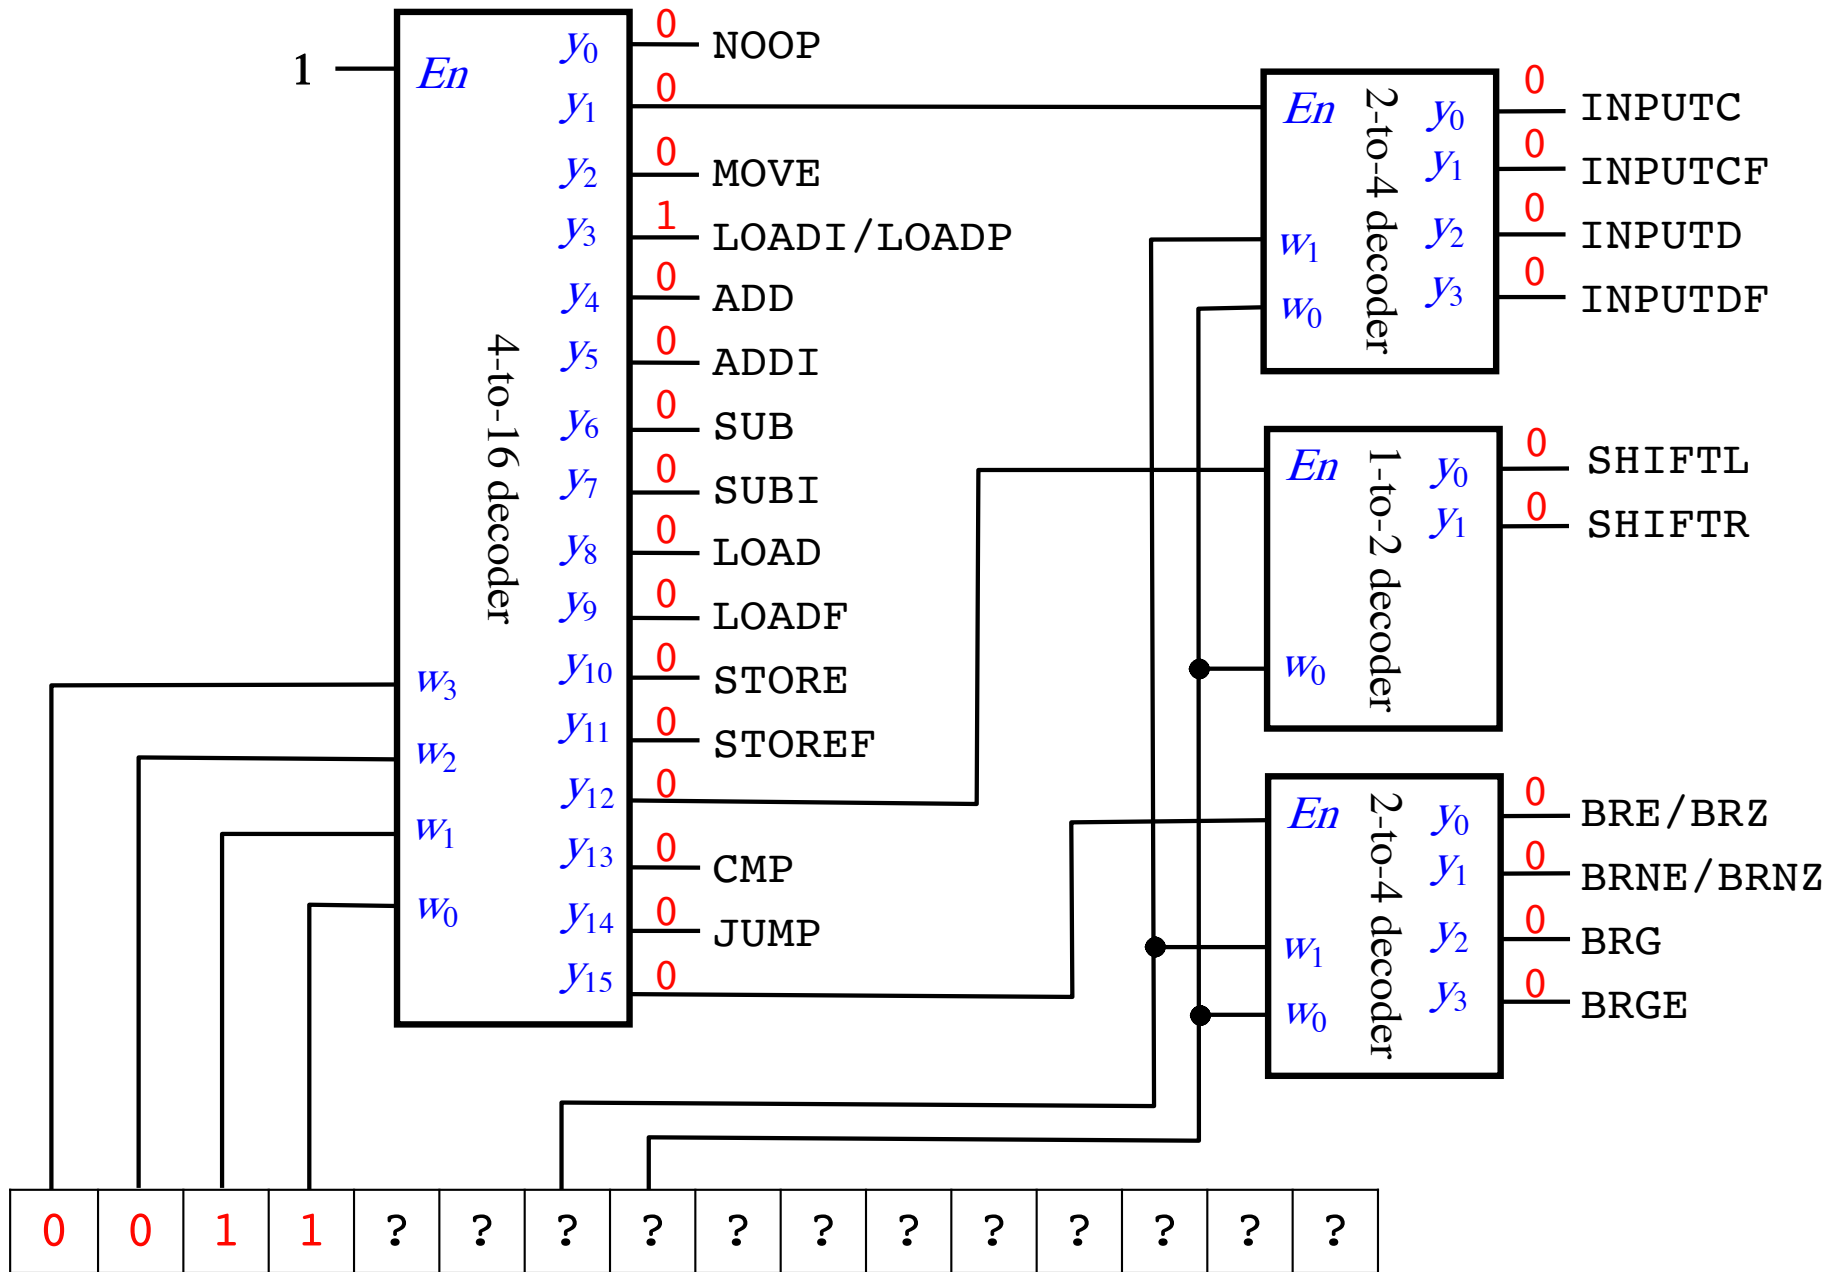 1
En
y0 0 NOOP
y1 0
y2 0 MOVE
y3 1 LOADI/LOADP
y4 0 ADD
y5 0 ADDI
y6 0 SUB
y7 0 SUBI
y8 0 LOAD
y9 0 LOADF
y10 0 STORE
y11 0 STOREF
y12 0
y13 0 CMP
y14 0 JUMP
y15 0
4-to-16 decoder
w3
w2
w1
w0
En
w1
w0
2-to-4 decoder
y0 0 INPUTC
y1 0 INPUTCF
y2 0 INPUTD
y3 0 INPUTDF
En
w0
1-to-2 decoder
y0 0 SHIFTL
y1 0 SHIFTR
En
w1
w0
2-to-4 decoder
y0 0 BRE/BRZ
y1 0 BRNE/BRNZ
y2 0 BRG
y3 0 BRGE
0 0 1 1 ? ? ? ? ? ? ? ? ? ? ? ?